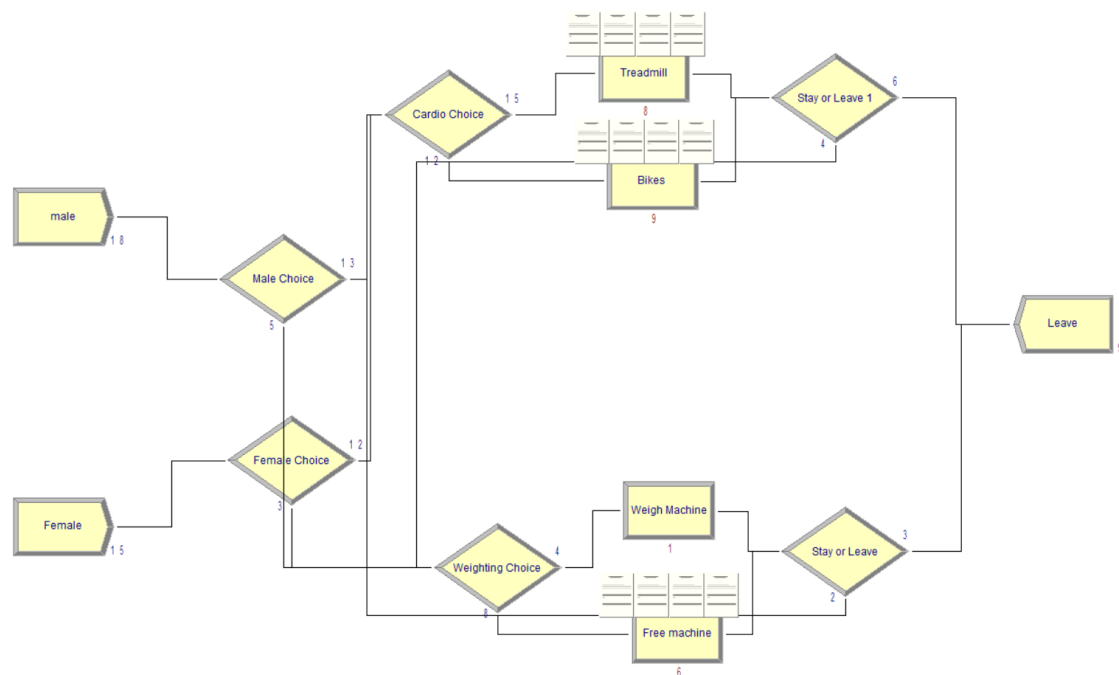 Treadmill
8
Cardio Choice
1 5
1 2
Stay or Leave 1
6
4
Bikes
9
male
1 8
Male Choice
1 3
5
Leave
Female Choice
1 2
3
Female
1 5
Weigh Machine
1
Weighting Choice
4
8
Stay or Leave
3
2
Free machine
6